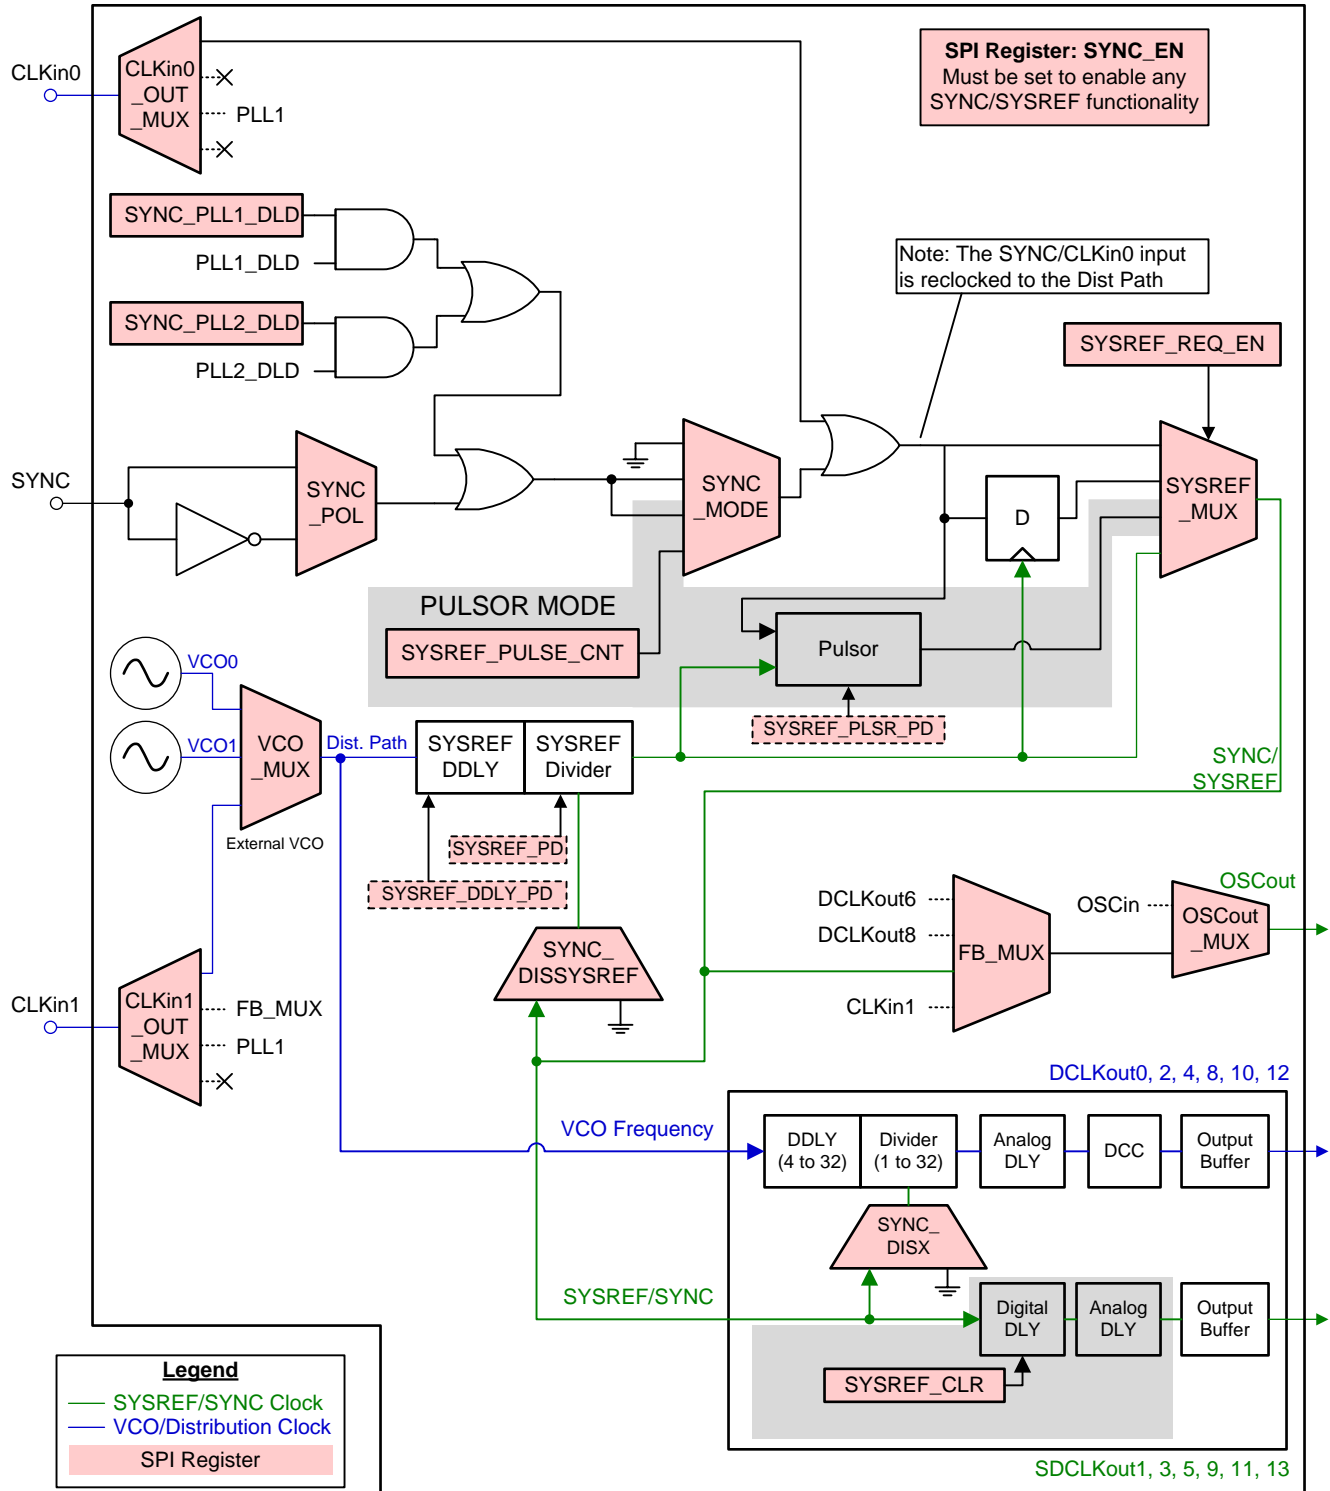 CLKin0
CLKin0
_OUT
_MUX
PLL1
SPI Register: SYNC_EN
Must be set to enable any
SYNC/SYSREF functionality
SYNC_PLL1_DLD
PLL1_DLD
SYNC_PLL2_DLD
PLL2_DLD
Note: The SYNC/CLKin0 input
is reclocked to the Dist Path
SYSREF_REQ_EN
SYNC
SYNC
_POL
SYNC
_MODE
D
SYSREF
_MUX
PULSOR MODE
SYSREF_PULSE_CNT
Pulsor
SYSREF_PLSR_PD
VCO0
VCO1
VCO
_MUX
External VCO
Dist. Path
SYSREF
DDLY
SYSREF
Divider
SYNC/
SYSREF
SYSREF_PD
SYSREF_DDLY_PD
SYNC_
DISSYSREF
DCLKout6
DCLKout8
CLKin1
FB_MUX
OSCin
OSCout
_MUX
OSCout
CLKin1
CLKin1
_OUT
_MUX
FB_MUX
PLL1
DCLKout0, 2, 4, 8, 10, 12
VCO Frequency
DDLY
(4 to 32)
Divider
(1 to 32)
Analog
DLY
DCC
Output
Buffer
SYNC_
DISX
SYSREF/SYNC
Digital
DLY
Analog
DLY
Output
Buffer
SYSREF_CLR
SDCLKout1, 3, 5, 9, 11, 13
Legend
SYSREF/SYNC Clock
VCO/Distribution Clock
SPI Register